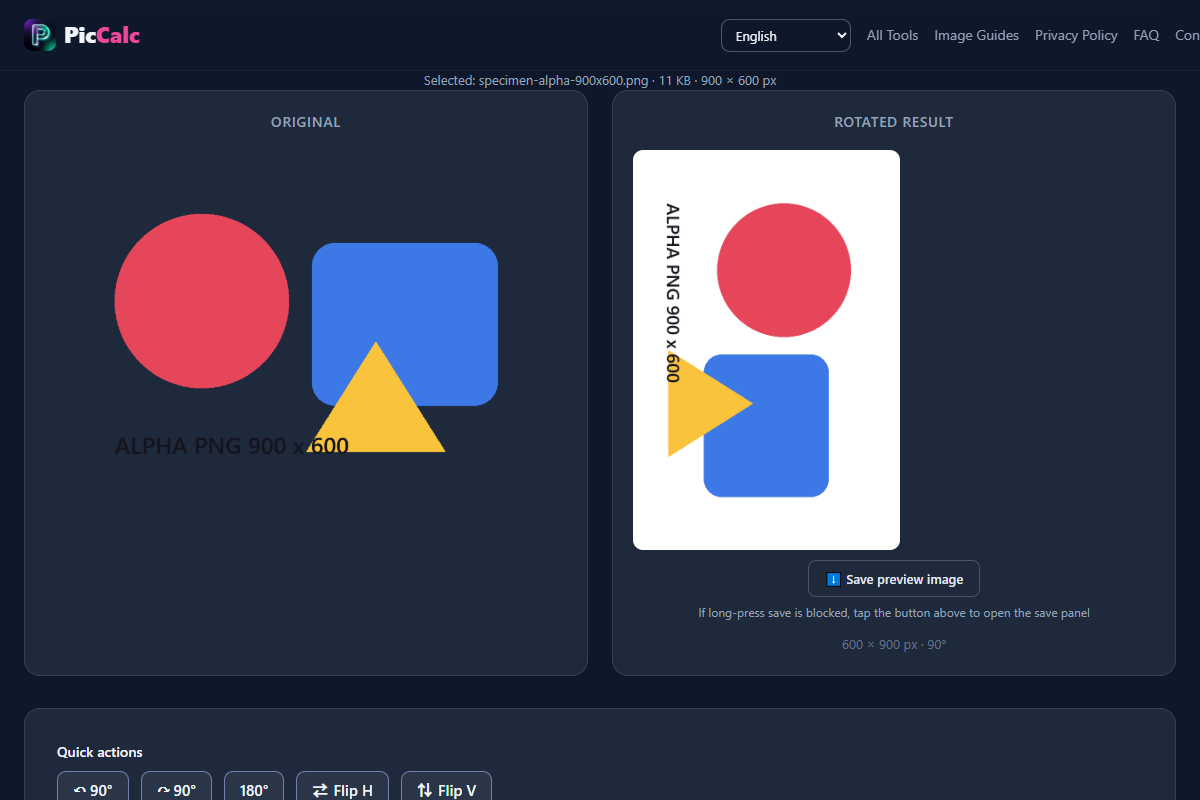 PicCalc
English
All Tools
Image Guides
Privacy Policy
FAQ
Selected: specimen-alpha-900x600.png · 11 KB · 900 × 600 px
ORIGINAL
ALPHA PNG 900 x 600
ROTATED RESULT
ALPHA PNG 900 x 600
Save preview image
If long-press save is blocked, tap the button above to open the save panel
600 × 900 px · 90°
Quick actions
↶ 90°
↷ 90°
180°
⇄ Flip H
⇅ Flip V